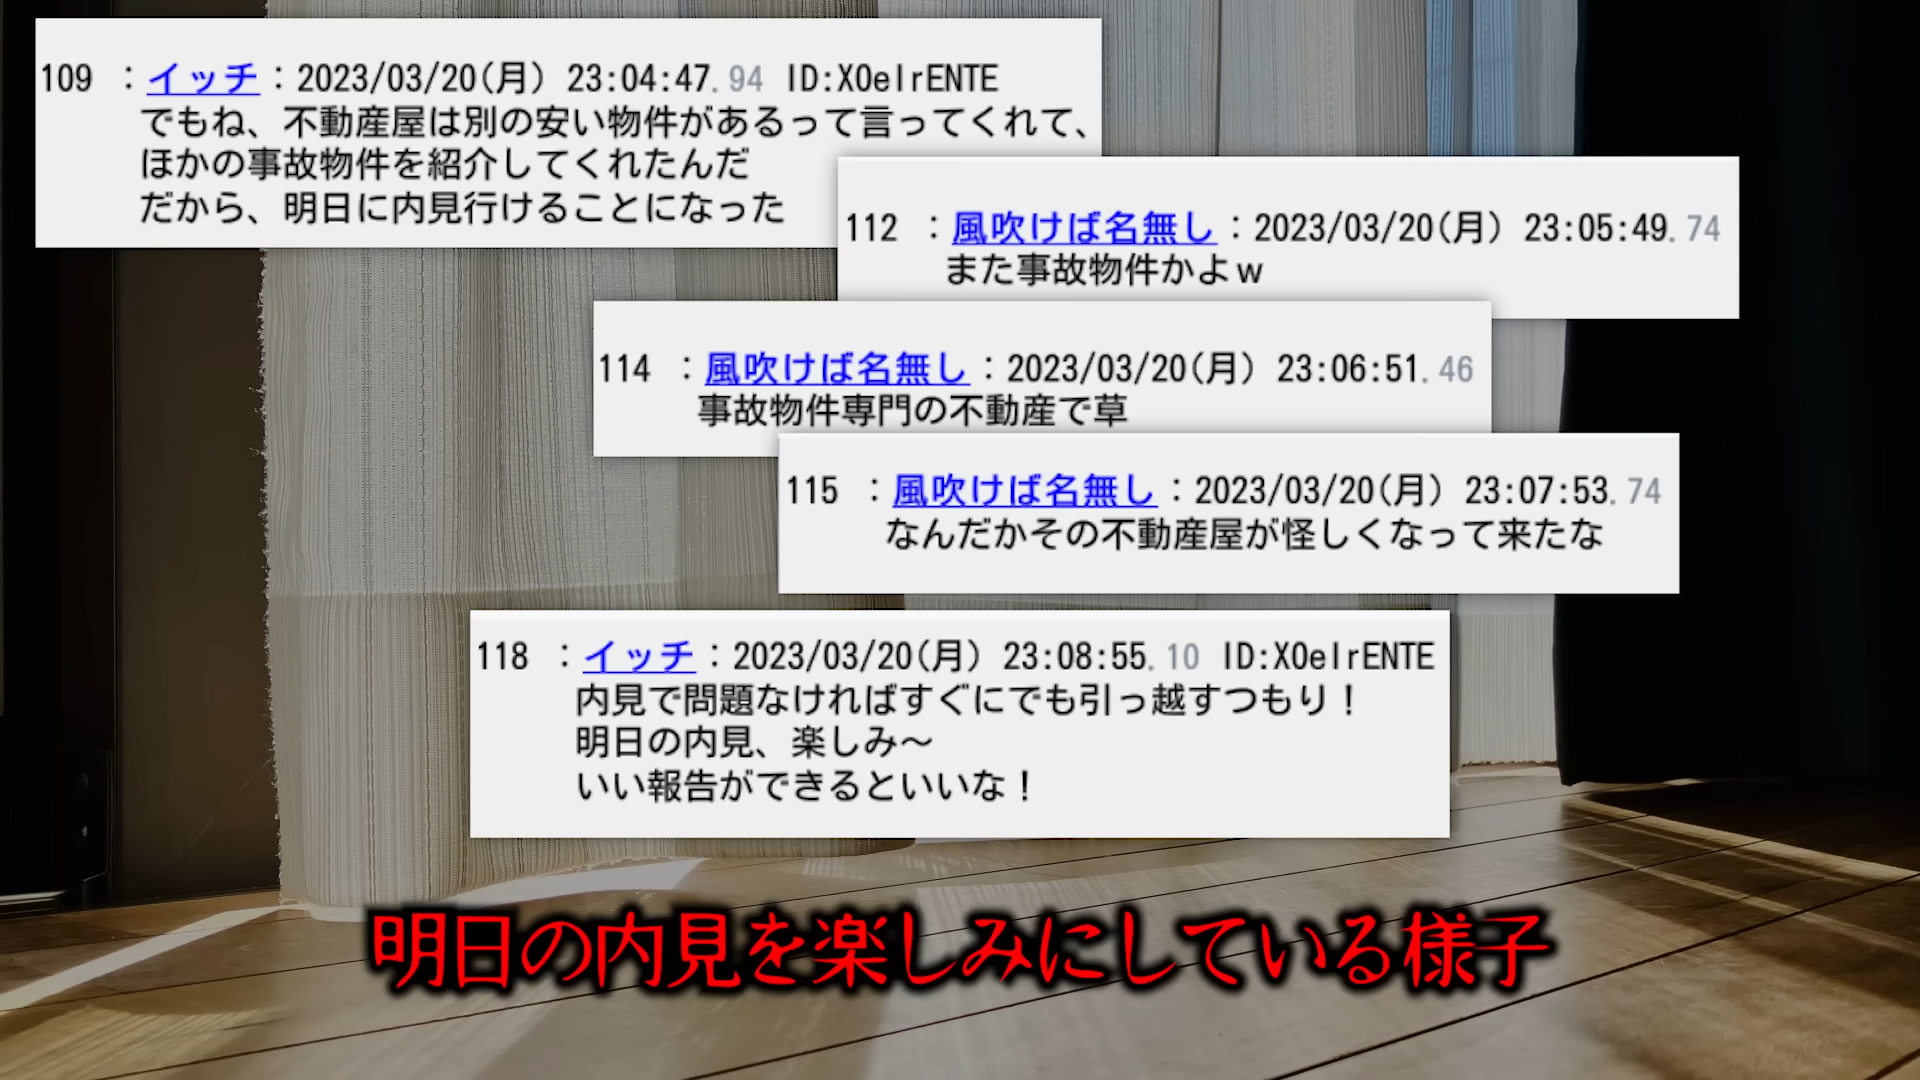 109 ：イッチ：2023/03/20(月) 23:04:47.94 ID:X0eIrENTE
でもね、不動産屋は別の安い物件があるって言ってくれて、
ほかの事故物件を紹介してくれたんだ
だから、明日に内見行けることになった
112 ：風吹けば名無し：2023/03/20(月) 23:05:49.74
また事故物件かよｗ
114 ：風吹けば名無し：2023/03/20(月) 23:06:51.46
事故物件専門の不動産で草
115 ：風吹けば名無し：2023/03/20(月) 23:07:53.74
なんだかその不動産屋が怪しくなって来たな
118 ：イッチ：2023/03/20(月) 23:08:55.10 ID:X0eIrENTE
内見で問題なければすぐにでも引っ越すつもり！
明日の内見、楽しみ～
いい報告ができるといいな！
明日の内見を楽しみにしている様子